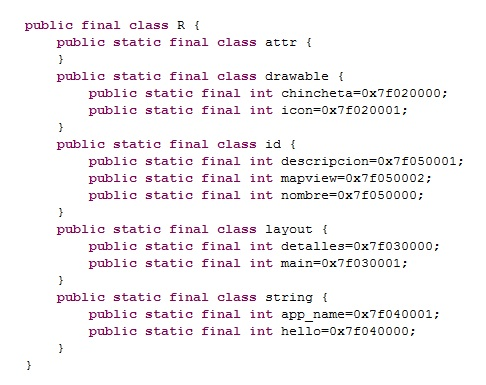 public final class R {
    public static final class attr {
    }
    public static final class drawable {
        public static final int chincheta=0x7f020000;
        public static final int icon=0x7f020001;
    }
    public static final class id {
        public static final int descripcion=0x7f050001;
        public static final int mapview=0x7f050002;
        public static final int nombre=0x7f050000;
    }
    public static final class layout {
        public static final int detalles=0x7f030000;
        public static final int main=0x7f030001;
    }
    public static final class string {
        public static final int app_name=0x7f040001;
        public static final int hello=0x7f040000;
    }
}